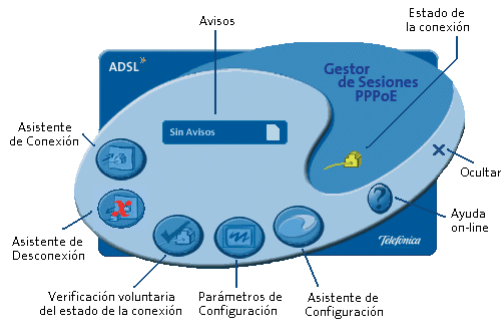 Avisos
Estado de
la conexión
ADSL»
Gestor
de Sesiones
PPPoE
Sin Avisos
Asistente
de Conexión
Ocultar
Ayuda
on-line
Asistente de
Desconexión
Telefónica
Verificación voluntaria
del estado de la conexión
Parámetros de
Configuración
Asistente de
Configuración